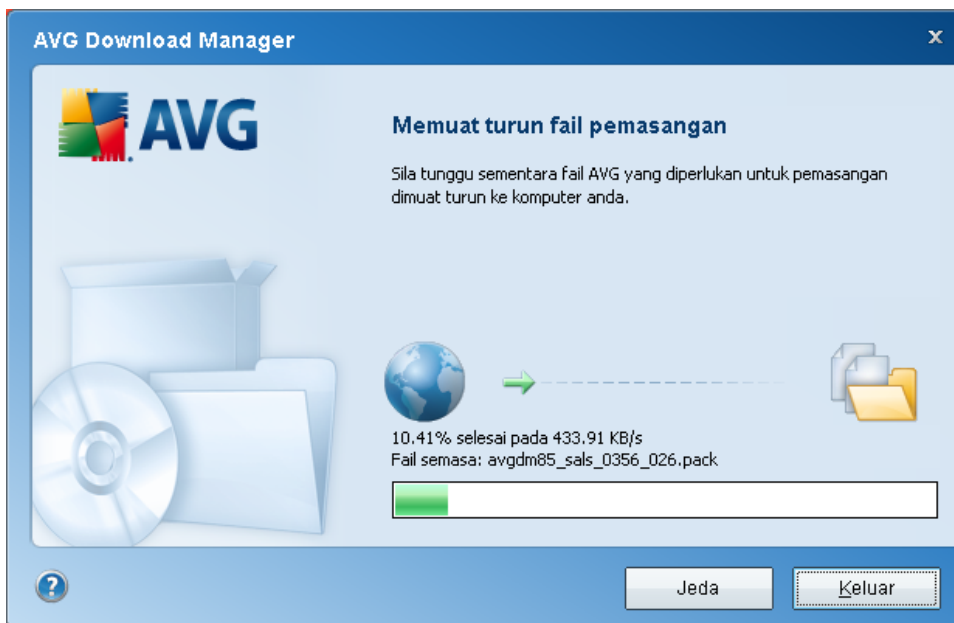 AVG Download Manager
x
AVG
Memuat turun fail pemasangan
Sila tunggu sementara fail AVG yang diperlukan untuk pemasangan
dimuat turun ke komputer anda.
10.41% selesai pada 433.91 KB/s
Fail semasa: avgdm85_sals_0356_026.pack
?
Jeda
Keluar